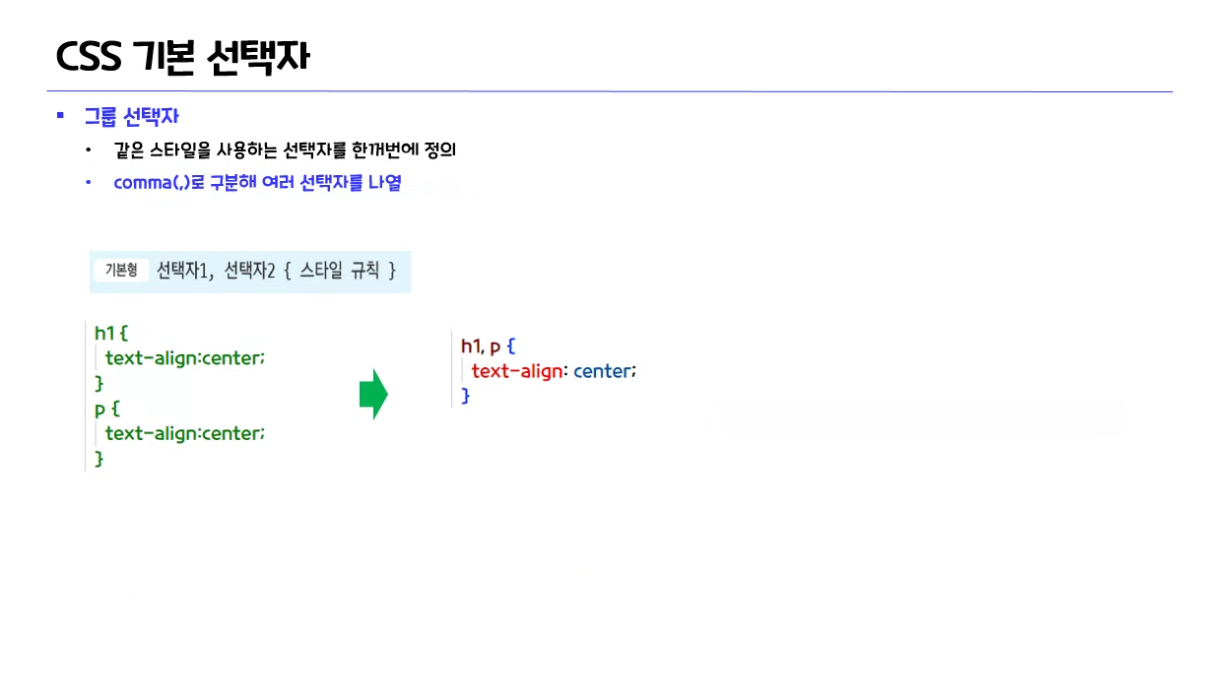 CSS 기본 선택자
그룹 선택자
같은 스타일을 사용하는 선택자를 한꺼번에 정의
comma(,)로 구분해 여러 선택자를 나열
기본형 선택자1, 선택자2 { 스타일 규칙 }
h1 {
text-align:center;
}
p {
text-align:center;
}
h1, p {
text-align: center;
}